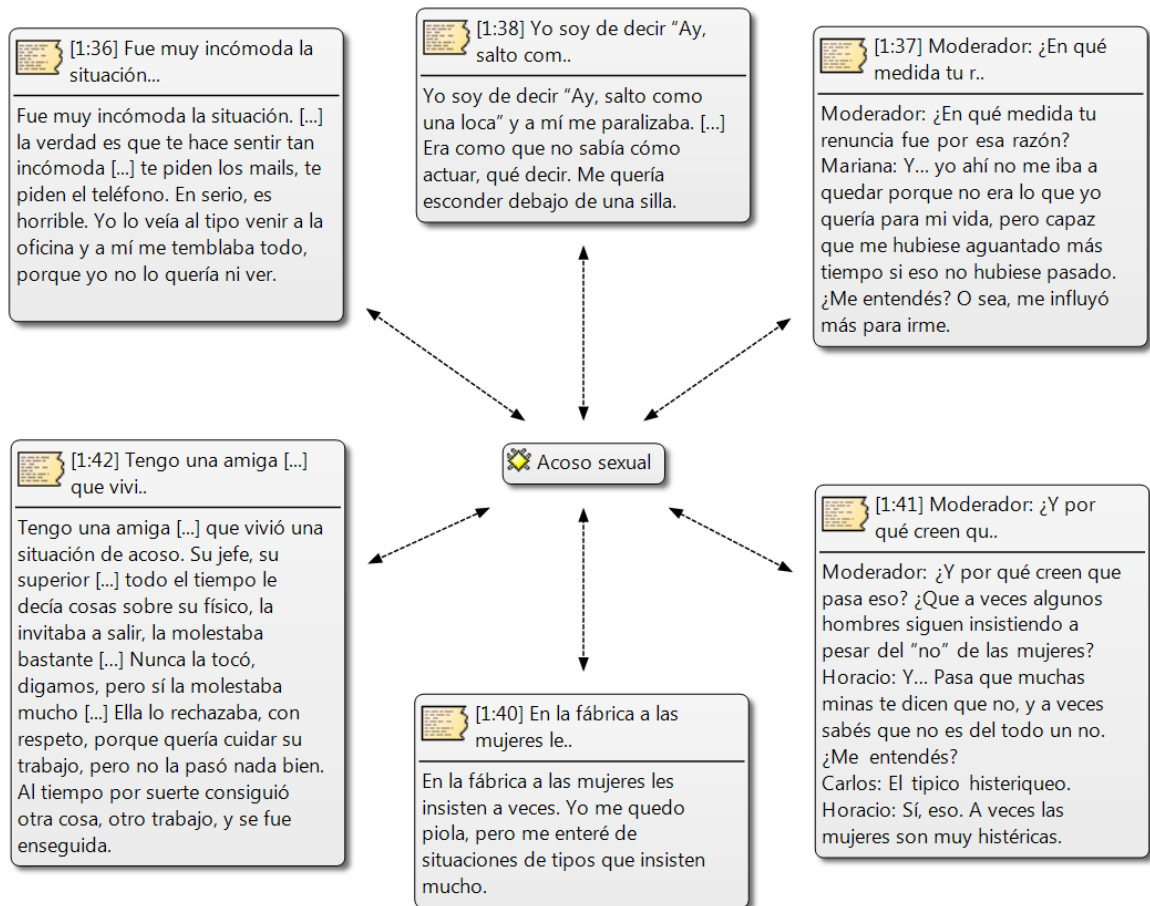 [1:36] Fue muy incómoda la
situación...
Fue muy incómoda la situación. [...]
la verdad es que te hace sentir tan
incómoda [...] te piden los mails, te
piden el teléfono. En serio, es
horrible. Yo lo veía al tipo venir a la
oficina y a mí me temblaba todo,
porque yo no lo quería ni ver.
[1:38] Yo soy de decir “Ay,
salto com..
Yo soy de decir “Ay, salto como
una loca” y a mí me paralizaba. [...]
Era como que no sabía cómo
actuar, qué decir. Me quería
esconder debajo de una silla.
[1:37] Moderador: ¿En qué
medida tu r..
Moderador: ¿En qué medida tu
renuncia fue por esa razón?
Mariana: Y... yo ahí no me iba a
quedar porque no era lo que yo
quería para mi vida, pero capaz
que me hubiese aguantado más
tiempo si eso no hubiese pasado.
¿Me entendés? O sea, me influyó
más para irme.
Acoso sexual
[1:42] Tengo una amiga [...]
que vivi..
Tengo una amiga [...] que vivió una
situación de acoso. Su jefe, su
superior [...] todo el tiempo le
decía cosas sobre su físico, la
invitaba a salir, la molestaba
bastante [...] Nunca la tocó,
digamos, pero sí la molestaba
mucho [...] Ella lo rechazaba, con
respeto, porque quería cuidar su
trabajo, pero no la pasó nada bien.
Al tiempo por suerte consiguió
otra cosa, otro trabajo, y se fue
enseguida.
[1:40] En la fábrica a las
mujeres le..
En la fábrica a las mujeres les
insisten a veces. Yo me quedo
piola, pero me enteré de
situaciones de tipos que insisten
mucho.
[1:41] Moderador: ¿Y por
qué creen qu..
Moderador: ¿Y por qué creen que
pasa eso? ¿Que a veces algunos
hombres siguen insistiendo a
pesar del “no” de las mujeres?
Horacio: Y... Pasa que muchas
minas te dicen que no, y a veces
sabés que no es del todo un no.
¿Me entendés?
Carlos: El tipico histeriqueo.
Horacio: Sí, eso. A veces las
mujeres son muy histéricas.